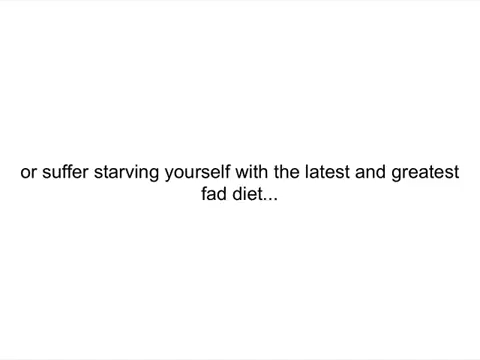 or suffer starving yourself with the latest and greatest
fad diet...